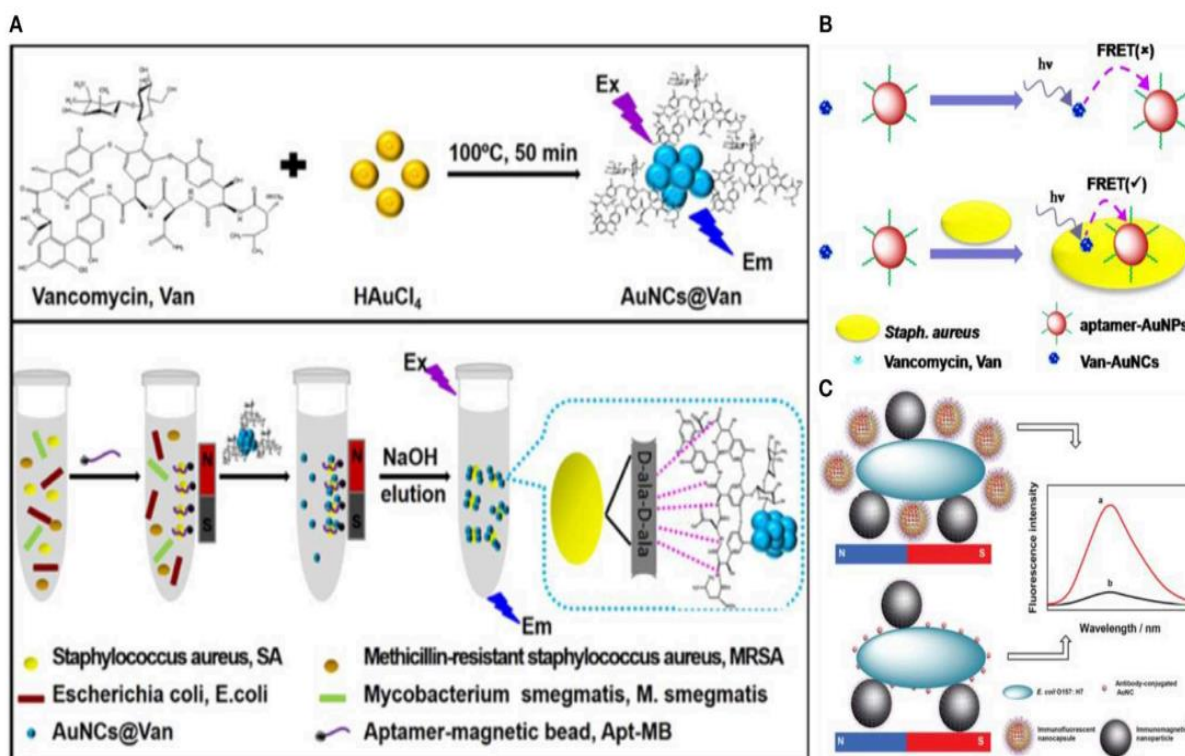 A
Ex
100ºC, 50 min
Em
Vancomycin, Van
HAuCl4
AuNCs@Van
Ex
N
S
N
S
NaOH
elution
D-ala-D-ala
Em
Staphylococcus aureus, SA
Methicillin-resistant staphylococcus aureus, MRSA
Escherichia coli, E.coli
Mycobacterium smegmatis, M. smegmatis
AuNCs@Van
Aptamer-magnetic bead, Apt-MB
B
FRET(×)
hv
FRET(✓)
hv
Staph. aureus
aptamer-AuNPs
Vancomycin, Van
Van-AuNCs
C
N
S
Fluorescence intensity
a
b
Wavelength / nm
E. coli O157: H7
Antibody-conjugated
AuNC
Immunofluorescent
nanocapsule
Immunomagnetic
nanoparticle
N
S